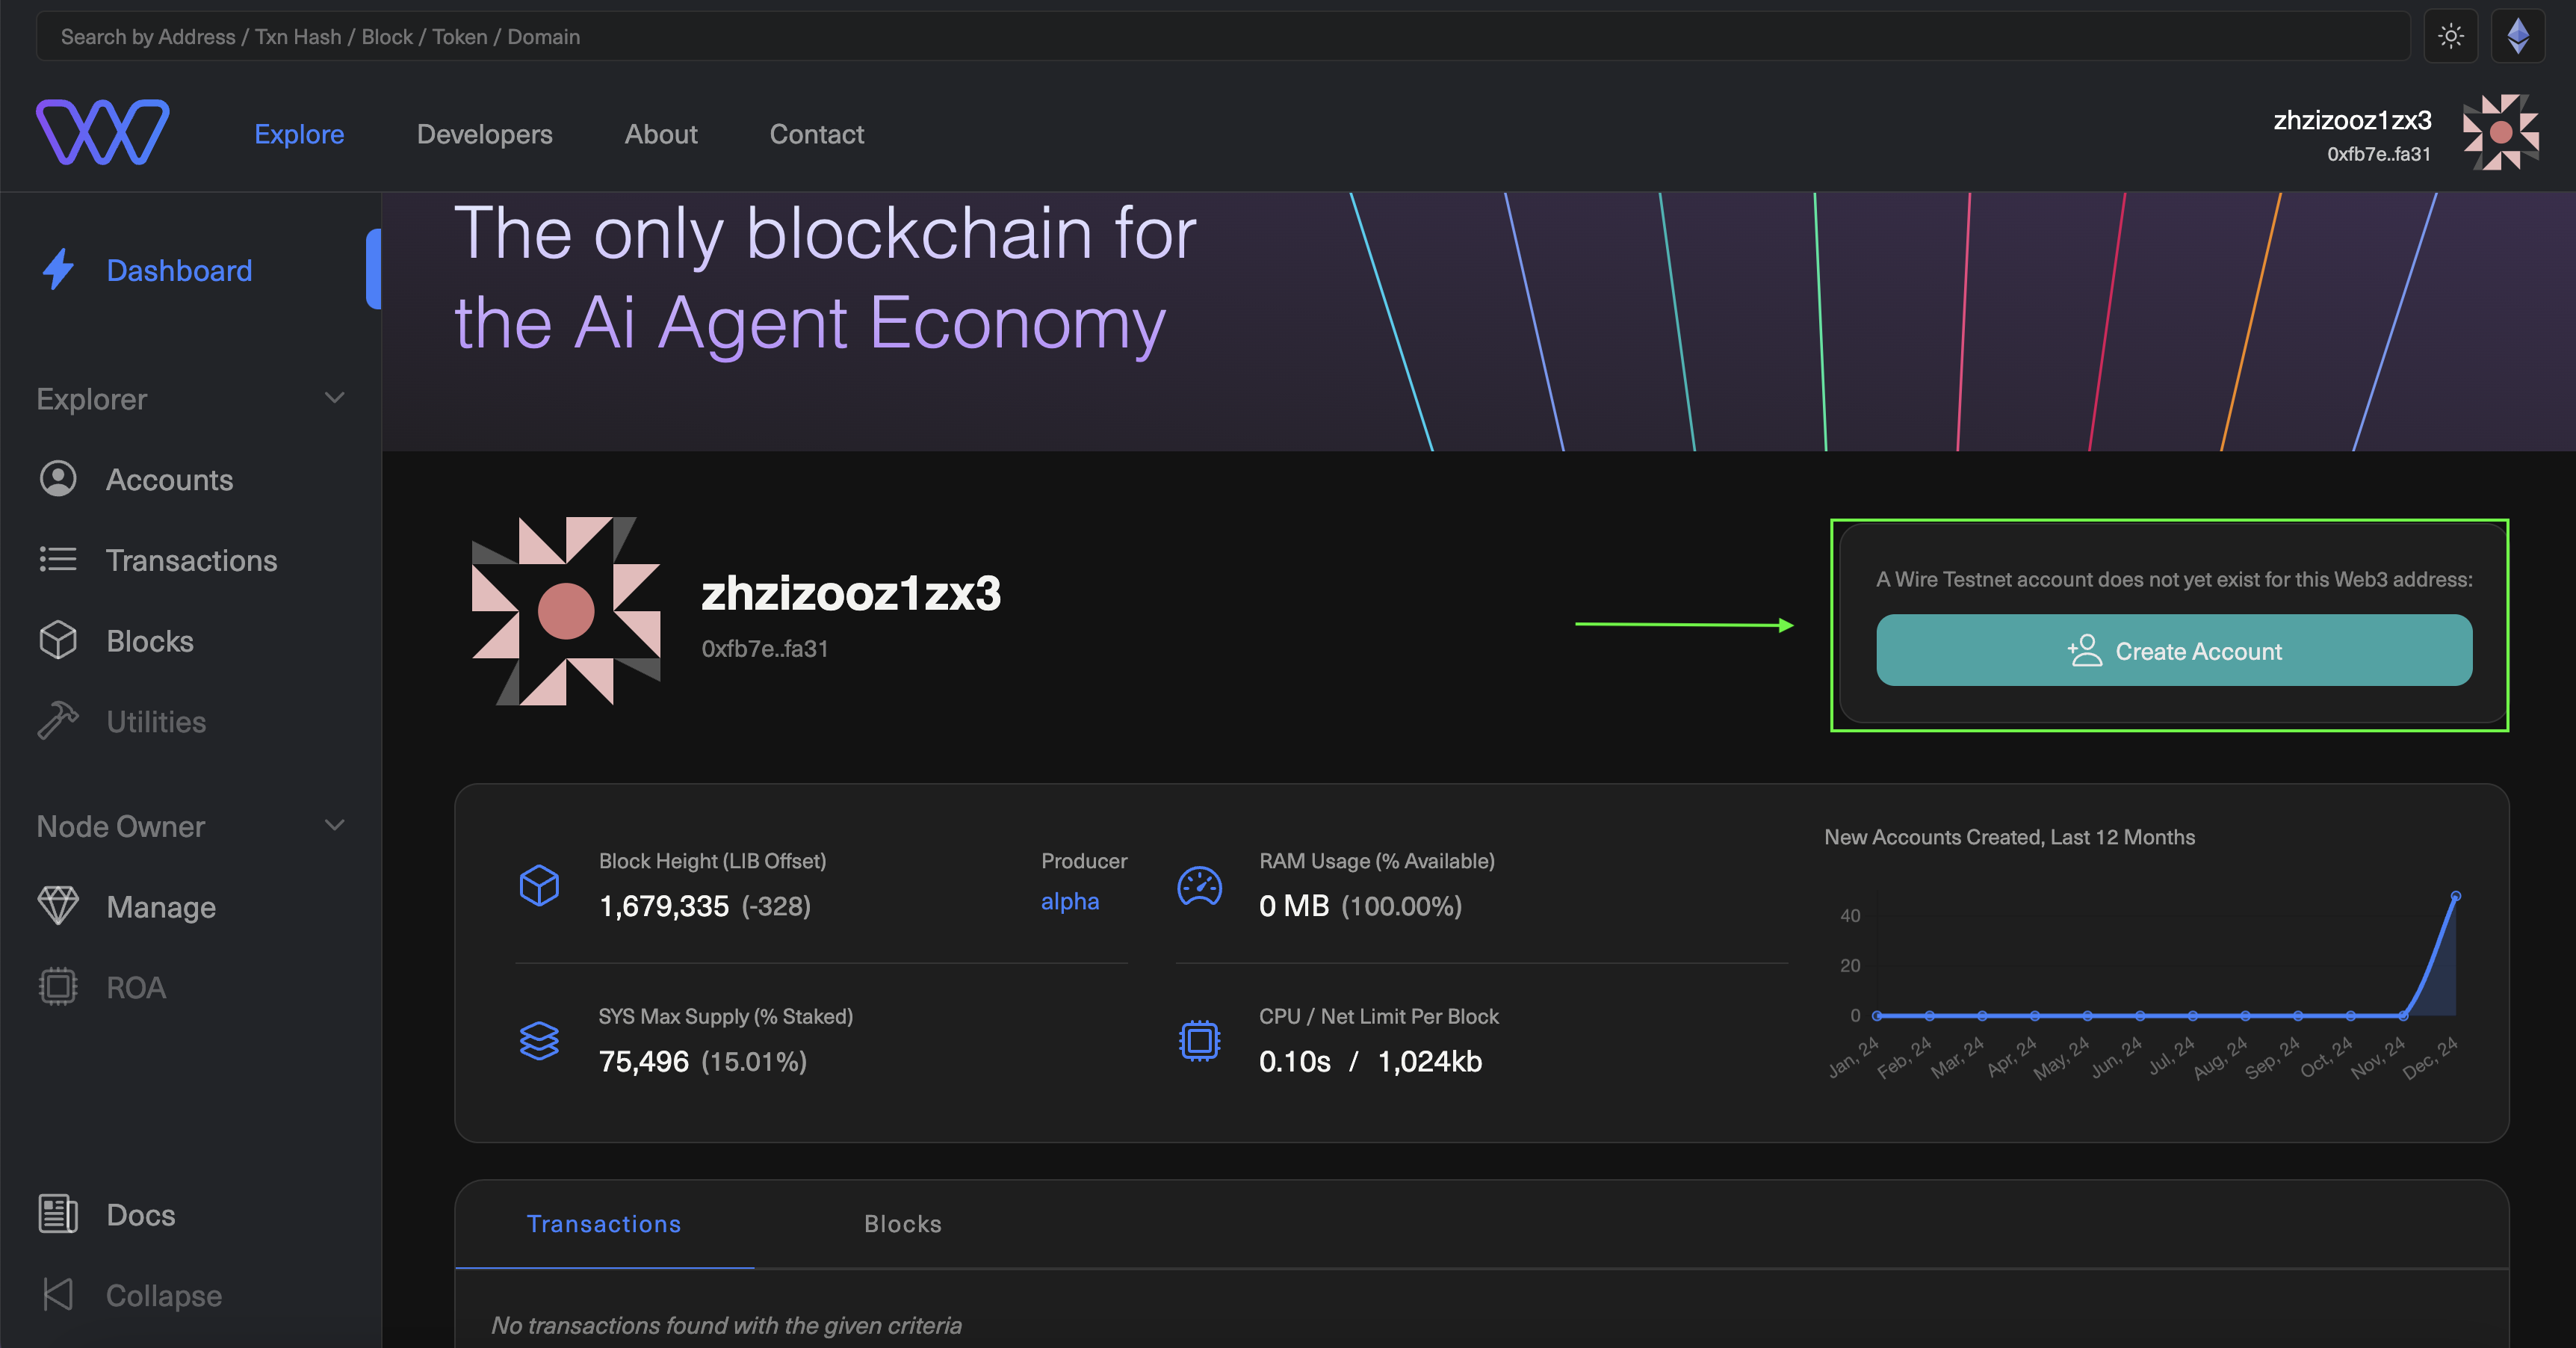 Search by Address / Txn Hash / Block / Token / Domain
Explore
Developers
About
Contact
zhzizooz1zx3
0xfb7e..fa31
Dashboard
Explorer
Accounts
Transactions
Blocks
Utilities
Node Owner
Manage
ROA
Docs
Collapse
The only blockchain for
the Ai Agent Economy
zhzizooz1zx3
0xfb7e..fa31
A Wire Testnet account does not yet exist for this Web3 address:
Create Account
Block Height (LIB Offset)
1,679,335 (-328)
Producer
alpha
RAM Usage (% Available)
0 MB (100.00%)
SYS Max Supply (% Staked)
75,496 (15.01%)
CPU / Net Limit Per Block
0.10s / 1,024kb
New Accounts Created, Last 12 Months
40
20
0
Jan, 24
Feb, 24
Mar, 24
Apr, 24
May, 24
Jun, 24
Jul, 24
Aug, 24
Sep, 24
Oct, 24
Nov, 24
Dec, 24
Transactions
Blocks
No transactions found with the given criteria